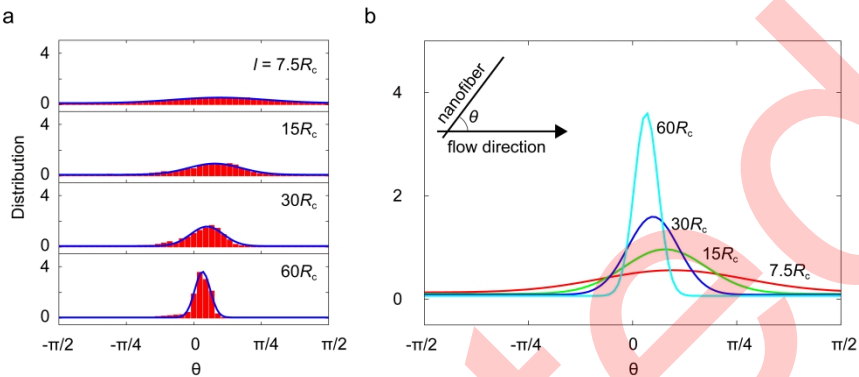 a
b
4
0
l = 7.5Rc
4
0
15Rc
4
0
30Rc
4
0
60Rc
Distribution
-π/2 -π/4 0 π/4 π/2
θ
4
2
0
nanofiber
θ
flow direction
60Rc
30Rc
15Rc
7.5Rc
-π/2 -π/4 0 π/4 π/2
θ